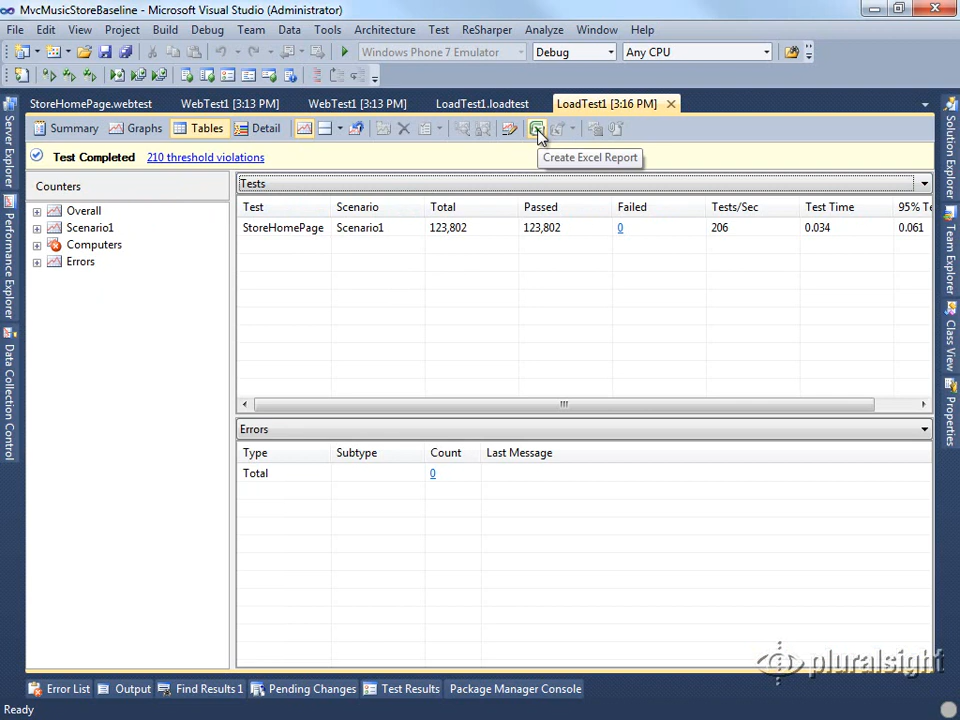 MvcMusicStoreBaseline - Microsoft Visual Studio (Administrator)
File Edit View Project Build Debug Team Data Tools Architecture Test ReSharper Analyze Window Help
Windows Phone 7 Emulator Debug Any CPU
StoreHomePage.webtest WebTest1 [3:13 PM] WebTest1 [3:13 PM] LoadTest1.loadtest LoadTest1 [3:16 PM]
Summary Graphs Tables Detail
Test Completed 210 threshold violations
Create Excel Report
Counters
Overall
Scenario1
Computers
Errors
Tests
Test Scenario Total Passed Failed Tests/Sec Test Time 95% Te
StoreHomePage Scenario1 123,802 123,802 0 206 0.034 0.061
Errors
Type Subtype Count Last Message
Total 0
Server Explorer
Performance Explorer
Data Collection Control
Solution Explorer
Team Explorer
Class View
Properties
pluralsight
Error List Output Find Results 1 Pending Changes Test Results Package Manager Console
Ready